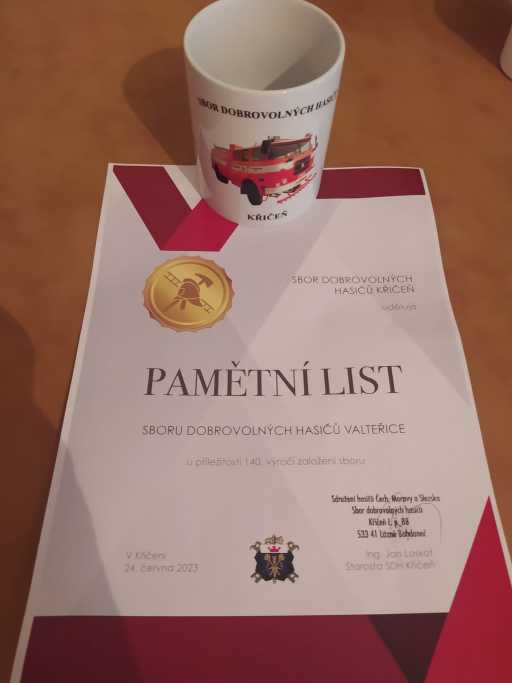 SBOR DOBROVOLNÝCH HASIČ
KŘIČEŇ
SBOR DOBROVOLNÝCH
HASIČŮ KŘIČEŇ
uděluje
PAMĚTNÍ LIST
SBORU DOBROVOLNÝCH HASIČŮ VALTEŘICE
u příležitosti 140. výročí založení sboru
Sdružení hasičů Čech, Moravy a Slezska
Sbor dobrovolných hasičů
Křičeň č. p. 88
533 41 Lázně Bohdaneč
V Křičeni
24. června 2023
Ing. Jan Laskat
Starosta SDH Křičeň